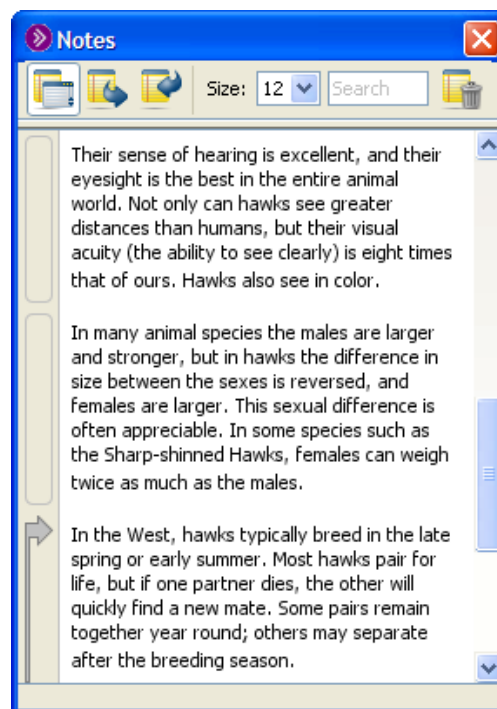 Notes
Size: 12 Search
Their sense of hearing is excellent, and their
eyesight is the best in the entire animal
world. Not only can hawks see greater
distances than humans, but their visual
acuity (the ability to see clearly) is eight times
that of ours. Hawks also see in color.
In many animal species the males are larger
and stronger, but in hawks the difference in
size between the sexes is reversed, and
females are larger. This sexual difference is
often appreciable. In some species such as
the Sharp-shinned Hawks, females can weigh
twice as much as the males.
In the West, hawks typically breed in the late
spring or early summer. Most hawks pair for
life, but if one partner dies, the other will
quickly find a new mate. Some pairs remain
together year round; others may separate
after the breeding season.